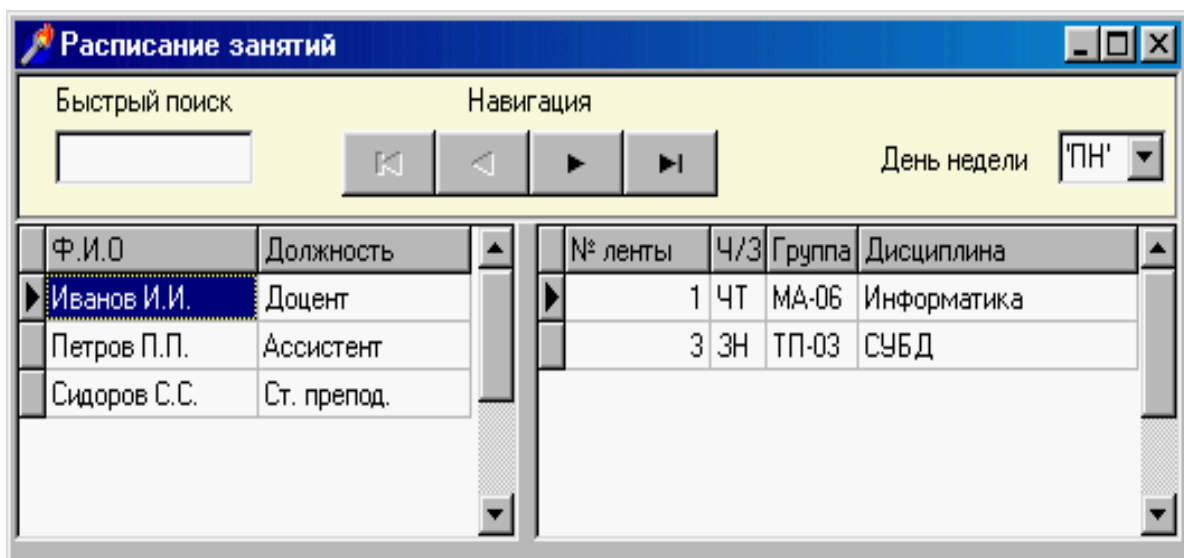 Расписание занятий
Быстрый поиск Навигация
День недели 'ПН'
Ф.И.О Должность № ленты Ч/З Группа Дисциплина
Иванов И.И. Доцент 1 ЧТ МА-06 Информатика
Петров П.П. Ассистент 3 ЗН ТП-03 СУБД
Сидоров С.С. Ст. препод.